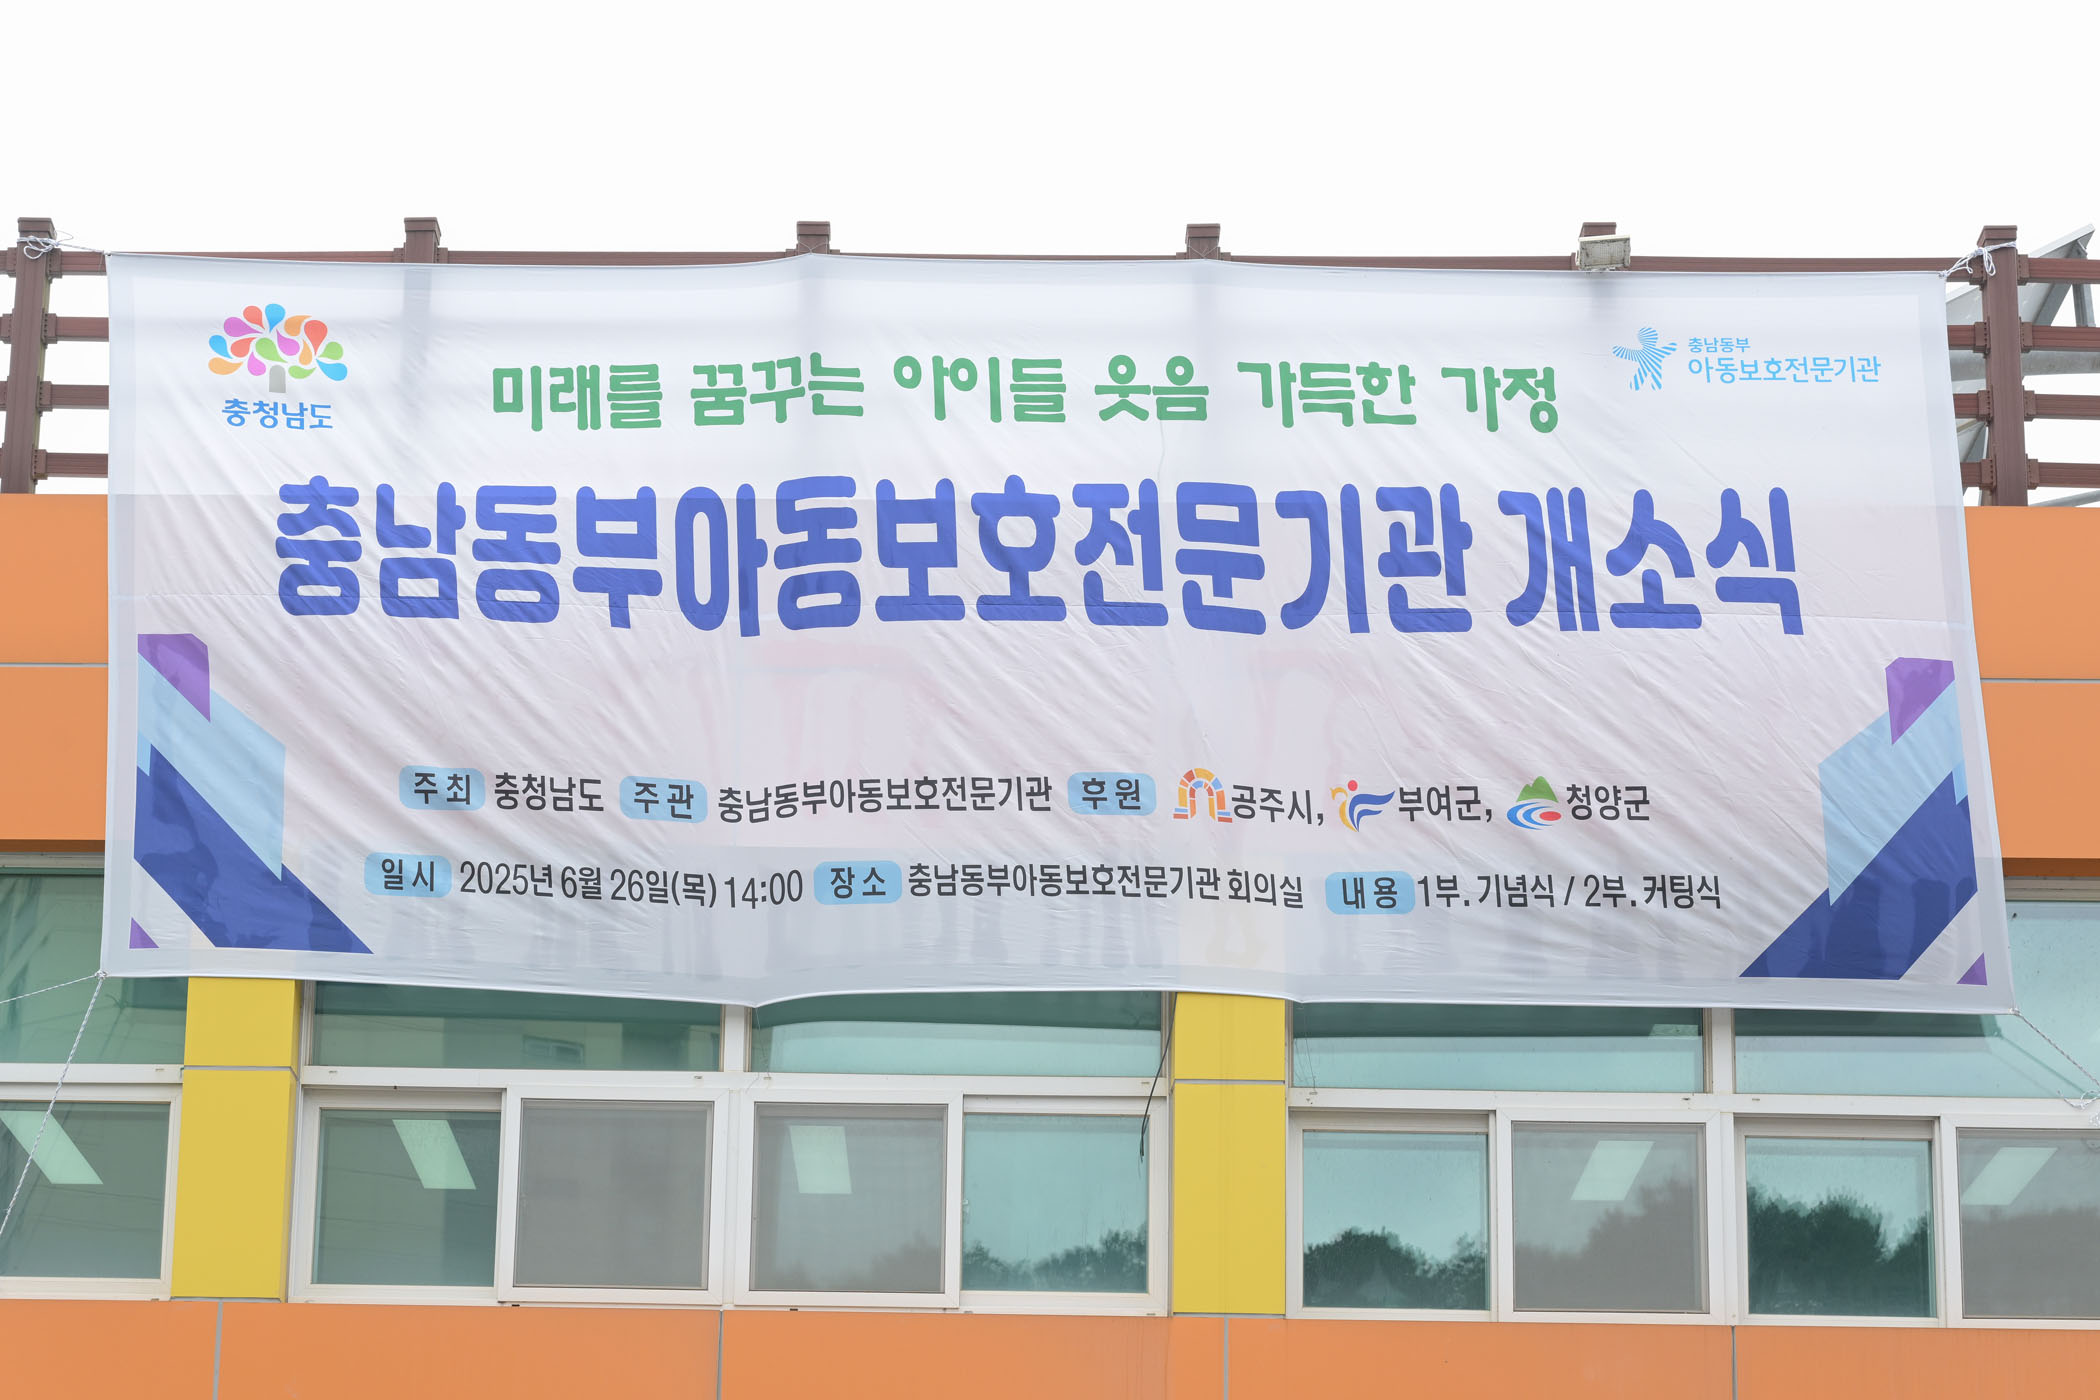 충청남도
충남동부
아동보호전문기관
미래를 꿈꾸는 아이들 웃음 가득한 가정
충남동부아동보호전문기관 개소식
주최 충청남도 주관 충남동부아동보호전문기관 후원 공주시, 부여군, 청양군
일시 2025년 6월 26일(목) 14:00 장소 충남동부아동보호전문기관 회의실 내용 1부. 기념식 / 2부. 커팅식